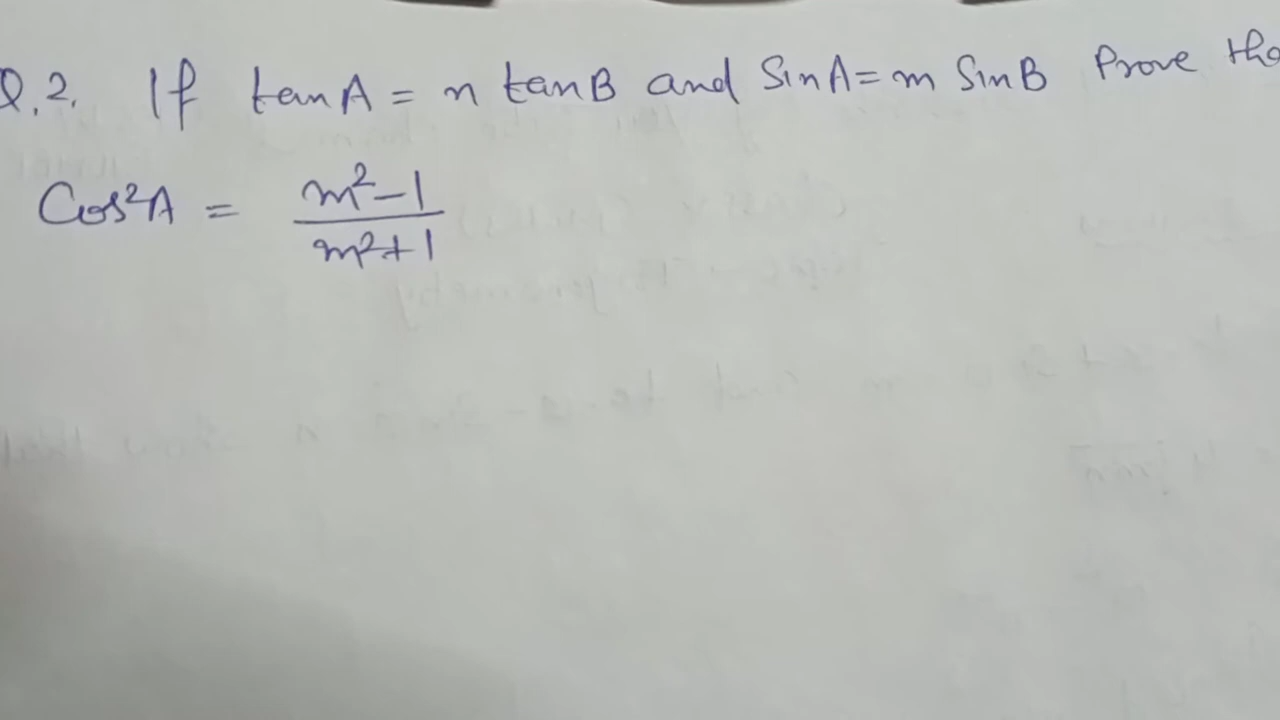 Q.2. If tanA = n tanB and SinA = m SinB Prove tha
Cos²A = m²-1 / m²+1